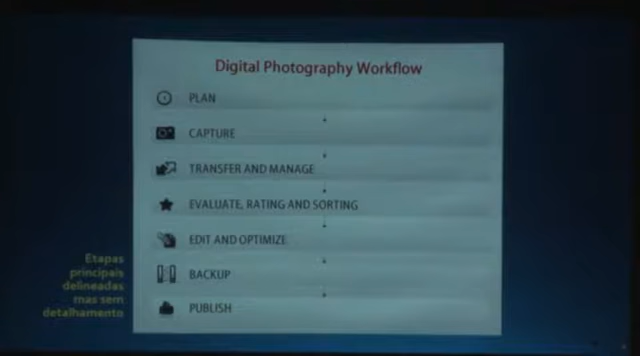 Digital Photography Workflow
PLAN
CAPTURE
TRANSFER AND MANAGE
EVALUATE, RATING AND SORTING
EDIT AND OPTIMIZE
BACKUP
PUBLISH
Etapas
principais
delineadas
mas sem
detalhamento